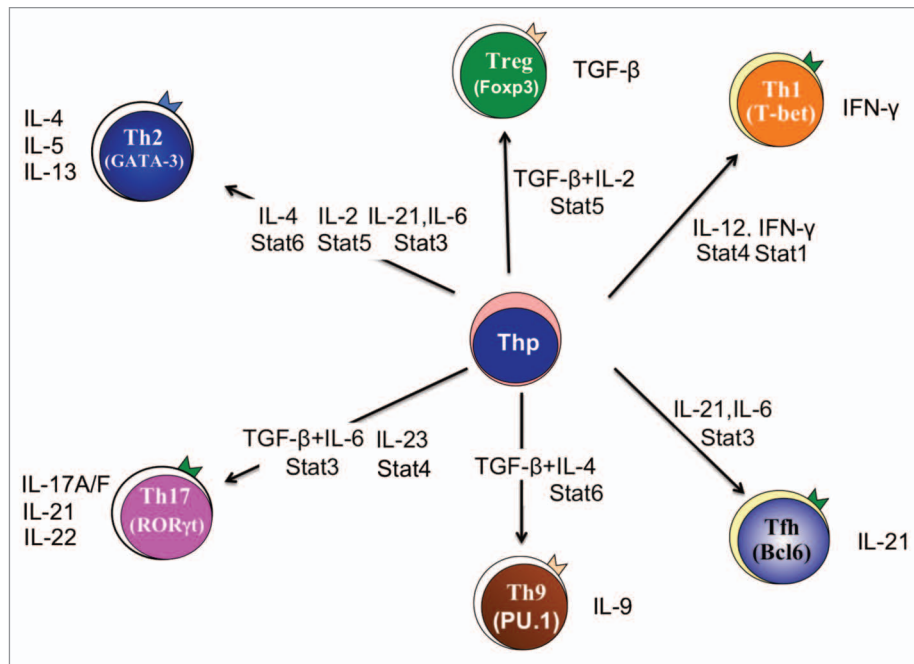 Treg
(Foxp3)
TGF-β
Th1
(T-bet)
IFN-γ
IL-4
IL-5
IL-13
Th2
(GATA-3)
TGF-β+IL-2
Stat5
IL-4 IL-2 IL-21,IL-6
Stat6 Stat5 Stat3
IL-12. IFN-γ
Stat4 Stat1
Thp
TGF-β+IL-6 IL-23
Stat3 Stat4
TGF-β+IL-4
Stat6
IL-21,IL-6
Stat3
IL-17A/F
IL-21
IL-22
Th17
(RORγt)
Th9
(PU.1)
IL-9
Tfh
(Bcl6)
IL-21